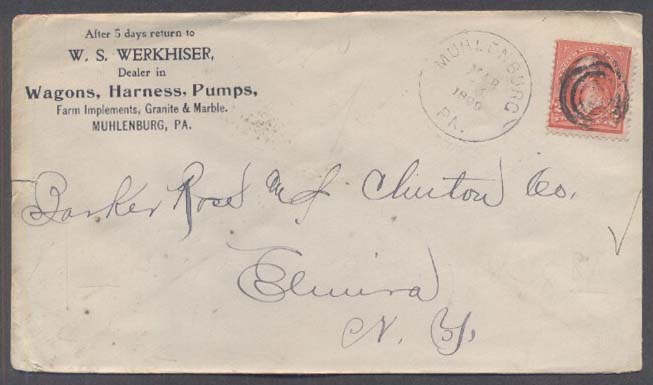 After 5 days return to
W. S. WERKHISER,
Dealer in
Wagons, Harness, Pumps,
Farm Implements, Granite & Marble.
MUHLENBURG, PA.
MUHLENBURG
MAR
1899
PA.
Barker Rose & Clinton Co.
Elmira
N. Y.